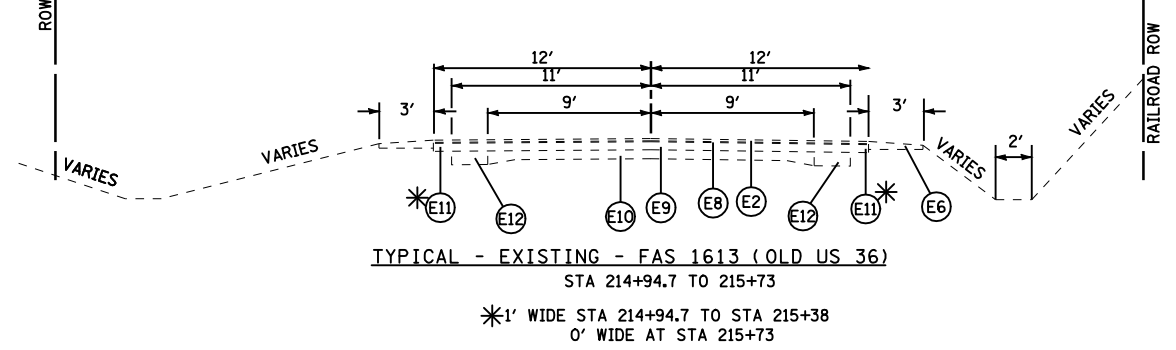 ROW
RAILROAD ROW
12' 12'
11' 11'
3' 9' 9' 3'
VARIES VARIES VARIES 2' VARIES
E11 E12 E10 E9 E8 E2 E12 E11 E6
TYPICAL - EXISTING - FAS 1613 (OLD US 36)
STA 214+94.7 TO 215+73
1' WIDE STA 214+94.7 TO STA 215+38
0' WIDE AT STA 215+73